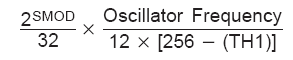 2SMOD
32
×
Oscillator Frequency
12 × [256 – (TH1)]